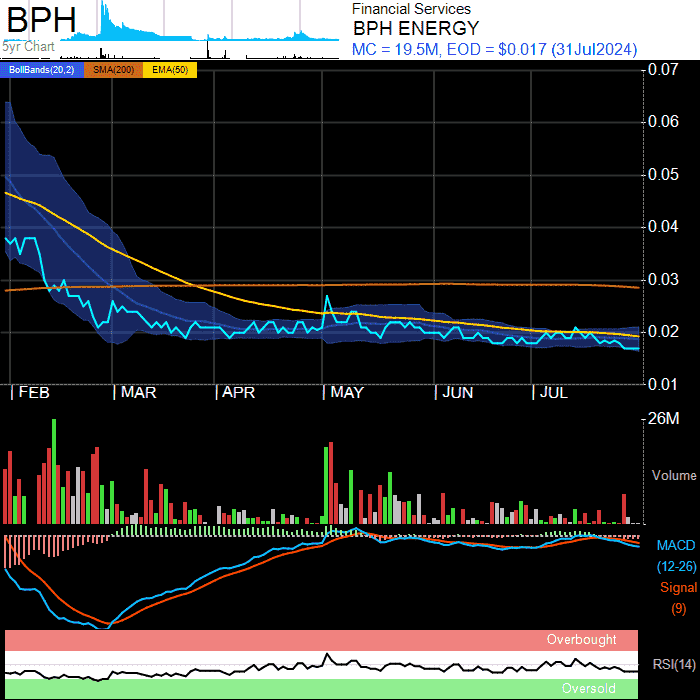 BPH
5yr Chart
Financial Services
BPH ENERGY
MC = 19.5M, EOD = $0.017 (31Jul2024)
BollBands(20,2) SMA(200) EMA(50)
0.07
0.06
0.05
0.04
0.03
0.02
0.01
FEB MAR APR MAY JUN JUL
26M
Volume
MACD
(12-26)
Signal
(9)
Overbought
RSI(14)
Oversold